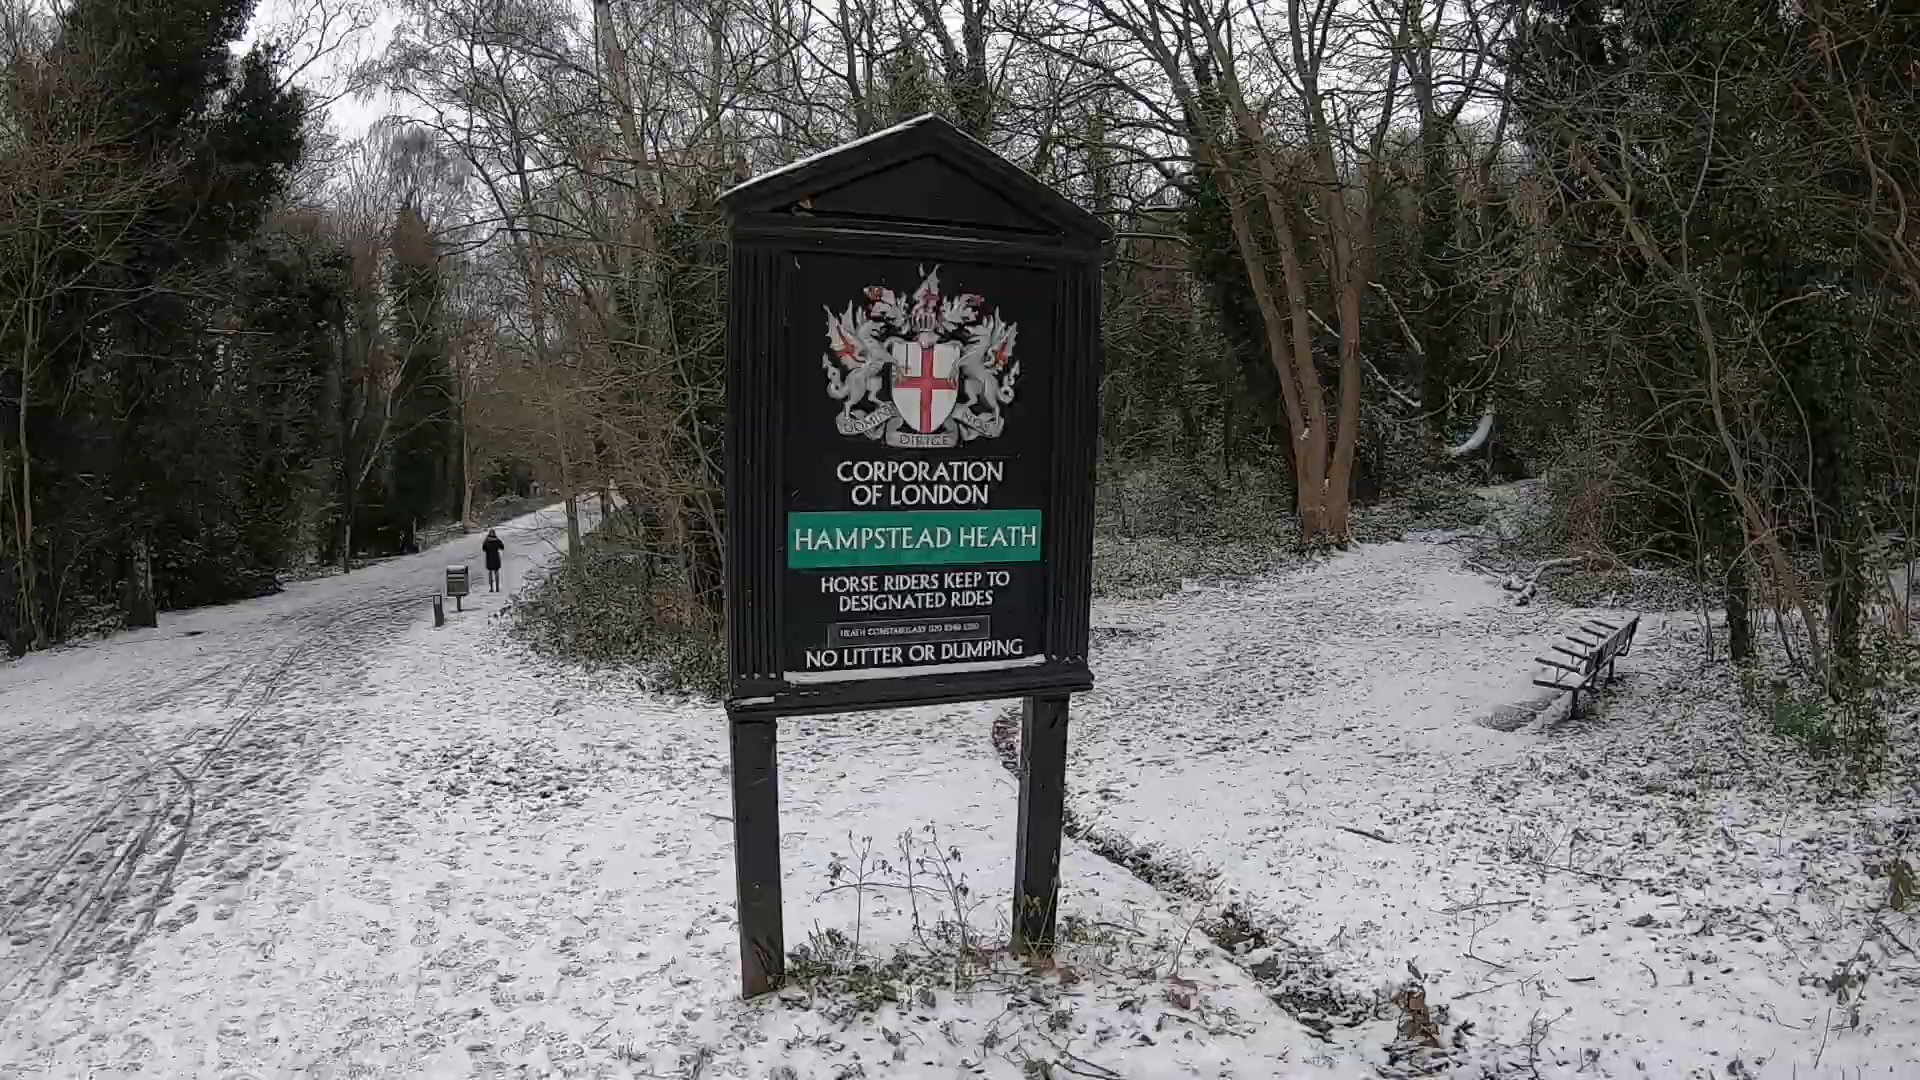 DOMINE DIRIGE NOS
CORPORATION
OF LONDON
HAMPSTEAD HEATH
HORSE RIDERS KEEP TO
DESIGNATED RIDES
HEATH CONSTABULARY 020
NO LITTER OR DUMPING